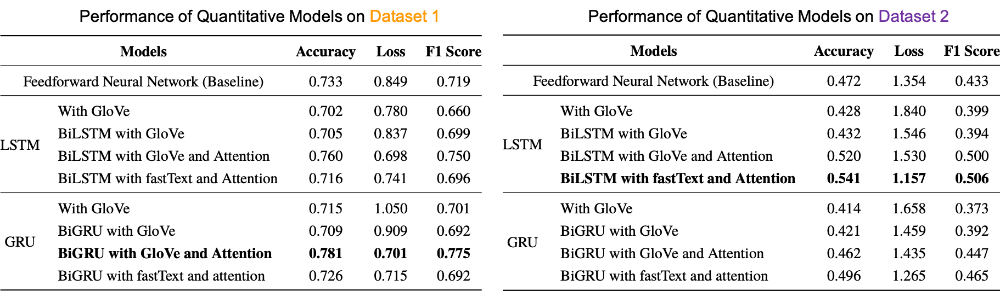 Performance of Quantitative Models on Dataset 1
Models Accuracy Loss F1 Score
Feedforward Neural Network (Baseline) 0.733 0.849 0.719
LSTM
With GloVe 0.702 0.780 0.660
BiLSTM with GloVe 0.705 0.837 0.699
BiLSTM with GloVe and Attention 0.760 0.698 0.750
BiLSTM with fastText and Attention 0.716 0.741 0.696
GRU
With GloVe 0.715 1.050 0.701
BiGRU with GloVe 0.709 0.909 0.692
BiGRU with GloVe and Attention 0.781 0.701 0.775
BiGRU with fastText and attention 0.726 0.715 0.692
Performance of Quantitative Models on Dataset 2
Models Accuracy Loss F1 Score
Feedforward Neural Network (Baseline) 0.472 1.354 0.433
LSTM
With GloVe 0.428 1.840 0.399
BiLSTM with GloVe 0.432 1.546 0.394
BiLSTM with GloVe and Attention 0.520 1.530 0.500
BiLSTM with fastText and Attention 0.541 1.157 0.506
GRU
With GloVe 0.414 1.658 0.373
BiGRU with GloVe 0.421 1.459 0.392
BiGRU with GloVe and Attention 0.462 1.435 0.447
BiGRU with fastText and attention 0.496 1.265 0.465